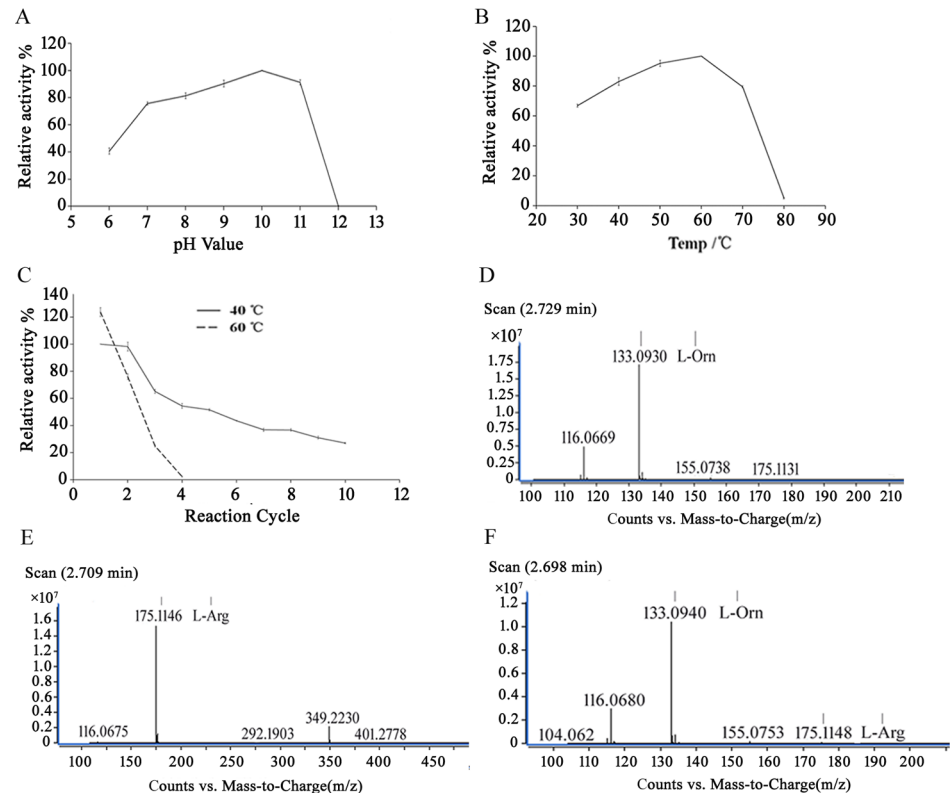 A
Relative activity %
120
100
80
60
40
20
0
5 6 7 8 9 10 11 12 13
pH Value
B
Relative activity %
120
100
80
60
40
20
0
20 30 40 50 60 70 80 90
Temp /℃
C
Relative activity %
140
120
100
80
60
40
20
0
0 2 4 6 8 10 12
Reaction Cycle
40 ℃
60 ℃
D
Scan (2.729 min)
×10⁷
1.75
1.5
1.25
1.0
0.75
0.5
0.25
0
133.0930 L-Orn
116.0669
155.0738
175.1131
100 110 120 130 140 150 160 170 180 190 200 210
Counts vs. Mass-to-Charge(m/z)
E
Scan (2.709 min)
×10⁷
1.6
1.4
1.2
1.0
0.8
0.6
0.4
0.2
0
175.1146 L-Arg
116.0675
292.1903
349.2230
401.2778
100 150 200 250 300 350 400 450
Counts vs. Mass-to-Charge(m/z)
F
Scan (2.698 min)
×10⁷
1.2
1.0
0.8
0.6
0.4
0.2
0
133.0940 L-Orn
116.0680
104.062
155.0753
175.1148 L-Arg
100 110 120 130 140 150 160 170 180 190 200
Counts vs. Mass-to-Charge(m/z)